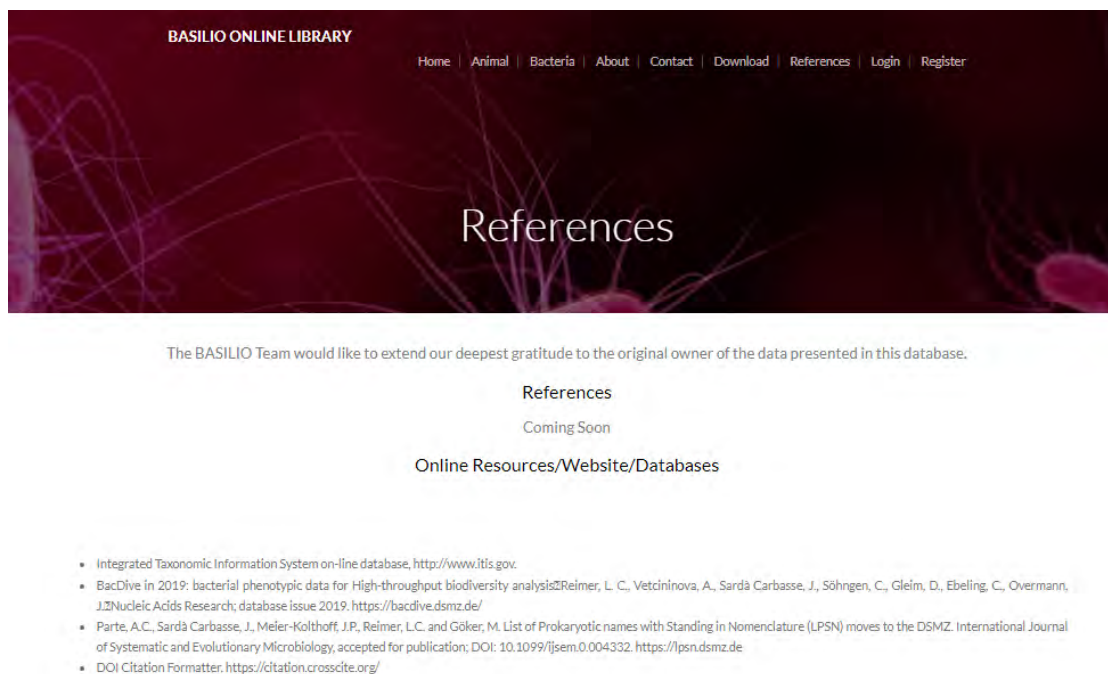 BASILIO ONLINE LIBRARY
Home | Animal | Bacteria | About | Contact | Download | References | Login | Register
References
The BASILIO Team would like to extend our deepest gratitude to the original owner of the data presented in this database.
References
Coming Soon
Online Resources/Website/Databases
• Integrated Taxonomic Information System on-line database, http://www.itis.gov.
• BacDive in 2019: bacterial phenotypic data for High-throughput biodiversity analysis⍰Reimer, L. C., Vetcininova, A., Sardà Carbasse, J., Söhngen, C., Gleim, D., Ebeling, C., Overmann,
J.⍰Nucleic Acids Research; database issue 2019. https://bacdive.dsmz.de/
• Parte, A.C., Sardà Carbasse, J., Meier-Kolthoff, J.P., Reimer, L.C. and Göker, M. List of Prokaryotic names with Standing in Nomenclature (LPSN) moves to the DSMZ. International Journal
of Systematic and Evolutionary Microbiology, accepted for publication; DOI: 10.1099/ijsem.0.004332. https://lpsn.dsmz.de
• DOI Citation Formatter. https://citation.crosscite.org/